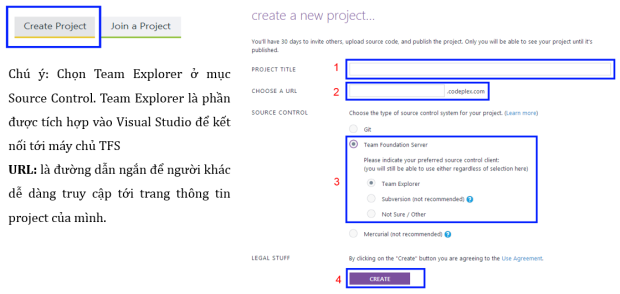 Create Project
Join a Project
Chú ý: Chọn Team Explorer ở mục
Source Control. Team Explorer là phần
được tích hợp vào Visual Studio để kết
nối tới máy chủ TFS
URL: là đường dẫn ngắn để người khác
dễ dàng truy cập tới trang thông tin
project của mình.
create a new project...
You'll have 30 days to invite others, upload source code, and publish the project. Only you will be able to see your project until it's
published.
PROJECT TITLE
1
CHOOSE A URL
2
.codeplex.com
SOURCE CONTROL
Choose the type of source control system for your project. (Learn more)
Git
Team Foundation Server
Please indicate your preferred source control client:
(you will still be able to use either regardless of selection here)
3
Team Explorer
Subversion (not recommended) ?
Not Sure / Other
Mercurial (not recommended) ?
LEGAL STUFF
By clicking on the "Create" button you are agreeing to the Use Agreement.
4
CREATE